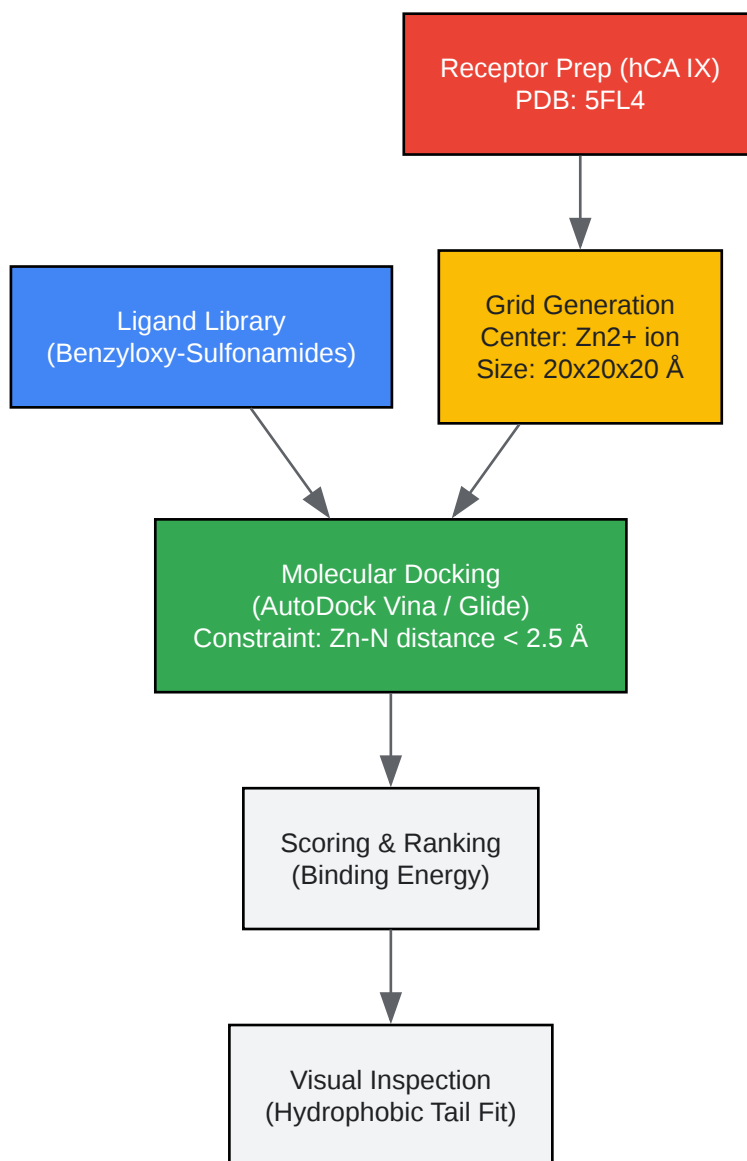 Receptor Prep (hCA IX)
PDB: 5FL4
Ligand Library
(Benzyloxy-Sulfonamides)
Grid Generation
Center: Zn2+ ion
Size: 20x20x20 Å
Molecular Docking
(AutoDock Vina / Glide)
Constraint: Zn-N distance < 2.5 Å
Scoring & Ranking
(Binding Energy)
Visual Inspection
(Hydrophobic Tail Fit)